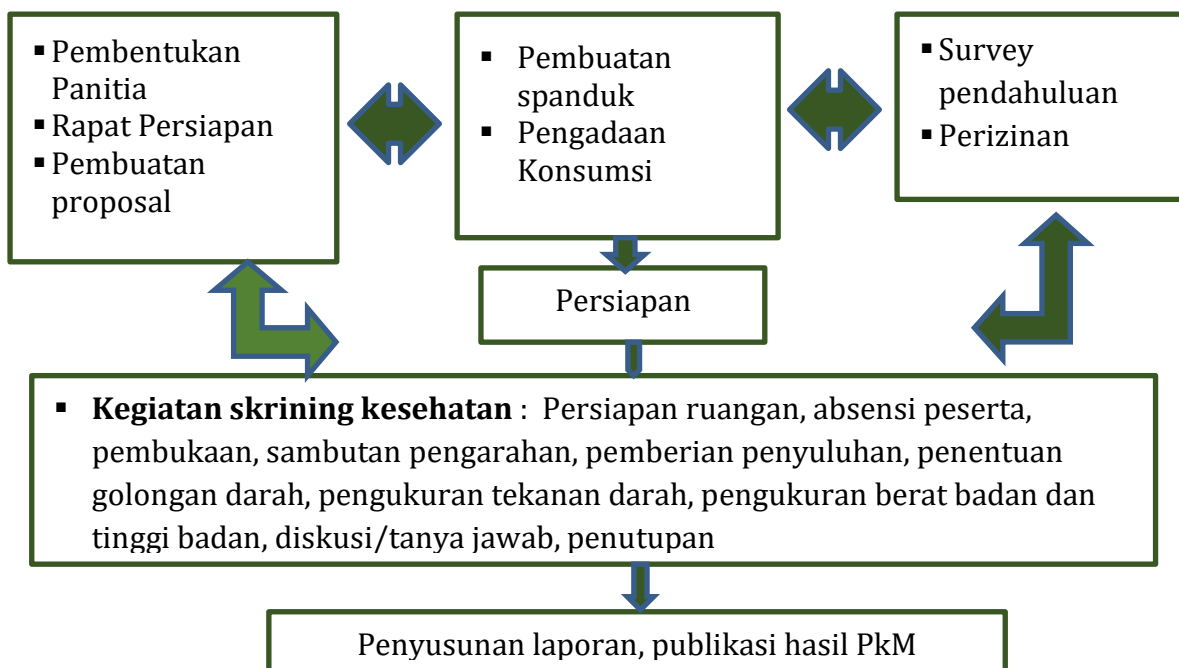 ▪ Pembentukan
Panitia
▪ Rapat Persiapan
▪ Pembuatan
proposal
▪ Pembuatan
spanduk
▪ Pengadaan
Konsumsi
▪ Survey
pendahuluan
▪ Perizinan
Persiapan
▪ Kegiatan skrining kesehatan : Persiapan ruangan, absensi peserta,
pembukaan, sambutan pengarahan, pemberian penyuluhan, penentuan
golongan darah, pengukuran tekanan darah, pengukuran berat badan dan
tinggi badan, diskusi/tanya jawab, penutupan
Penyusunan laporan, publikasi hasil PkM